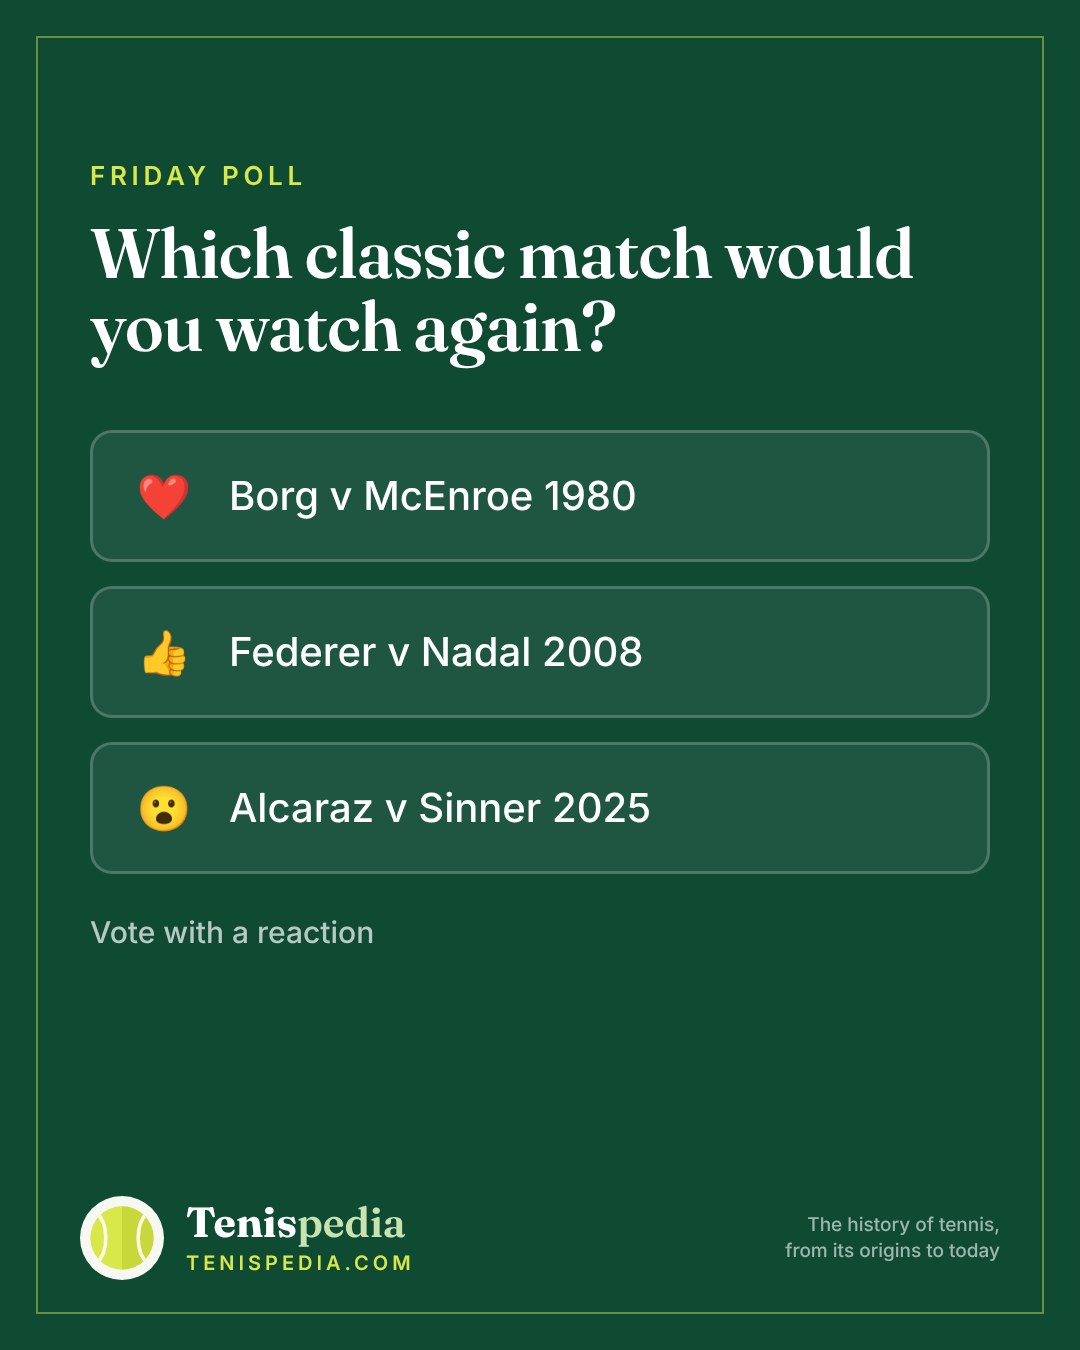 FRIDAY POLL
Which classic match would
you watch again?
❤️ Borg v McEnroe 1980
👍 Federer v Nadal 2008
😮 Alcaraz v Sinner 2025
Vote with a reaction
Tenispedia
TENISPEDIA.COM
The history of tennis,
from its origins to today